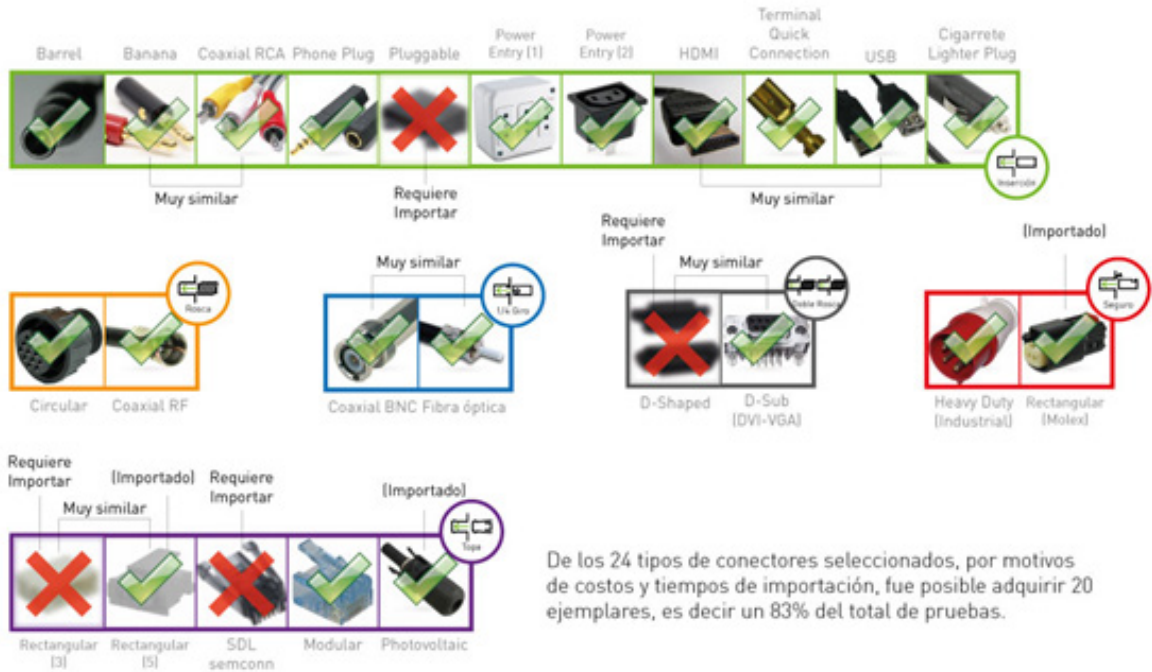 Barrel
Banana
Coaxial RCA
Phone Plug
Pluggable
Power
Entry (1)
Power
Entry (2)
HDMI
Terminal
Quick
Connection
USB
Cigarrete
Lighter Plug
Inserción
Muy similar
Requiere
Importar
Muy similar
Rosca
Circular
Coaxial RF
Muy similar
1/4 Giro
Coaxial BNC
Fibra óptica
Requiere
Importar
Muy similar
Doble Rosca
D-Shaped
D-Sub
(DVI-VGA)
(Importado)
Seguro
Heavy Duty
(Industrial)
Rectangular
(Molex)
Requiere
Importar
Muy similar
(Importado)
Requiere
Importar
(Importado)
Tope
Rectangular
(3)
Rectangular
(5)
SDL
semconn
Modular
Photovoltaic
De los 24 tipos de conectores seleccionados, por motivos
de costos y tiempos de importación, fue posible adquirir 20
ejemplares, es decir un 83% del total de pruebas.